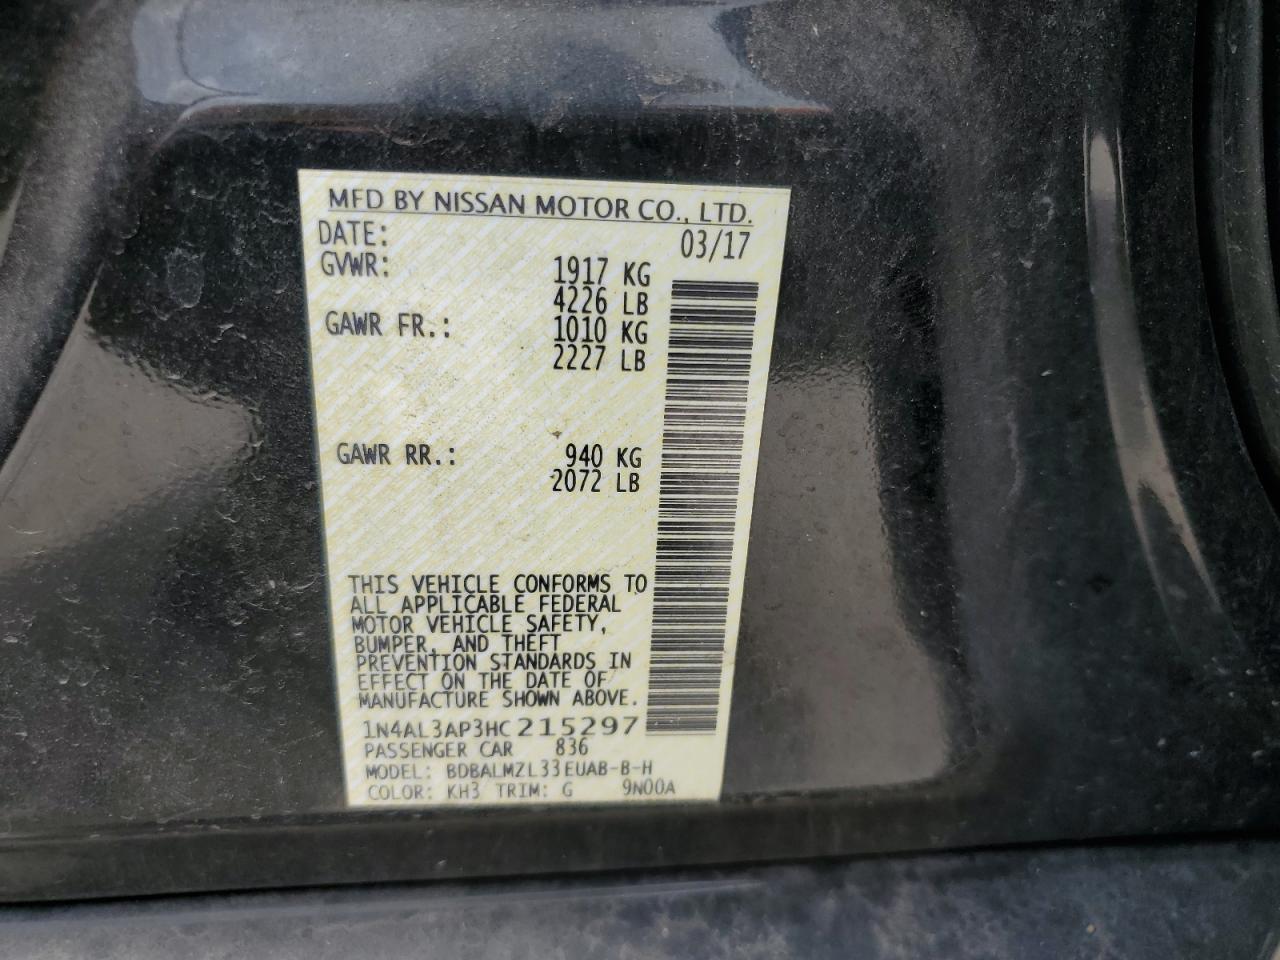 MFD BY NISSAN MOTOR CO., LTD.
DATE: 03/17
GVWR: 1917 KG
4226 LB
GAWR FR.: 1010 KG
2227 LB
GAWR RR.: 940 KG
2072 LB
THIS VEHICLE CONFORMS TO
ALL APPLICABLE FEDERAL
MOTOR VEHICLE SAFETY,
BUMPER, AND THEFT
PREVENTION STANDARDS IN
EFFECT ON THE DATE OF
MANUFACTURE SHOWN ABOVE.
1N4AL3AP3HC215297
PASSENGER CAR 836
MODEL: BDBALMZL33EUAB-B-H
COLOR: KH3 TRIM: G 9N00A